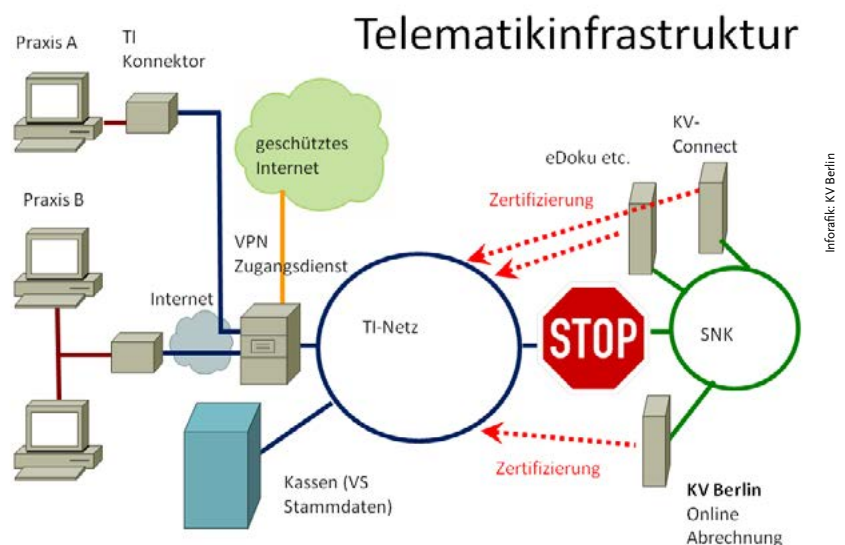 Telematikinfrastruktur
Praxis A
TI
Konnektor
geschütztes
Internet
KV-
Connect
eDoku etc.
Zertifizierung
Inforafik: KV Berlin
Praxis B
VPN
Zugangsdienst
Internet
TI-Netz
STOP
SNK
Zertifizierung
Kassen (VS
Stammdaten)
KV Berlin
Online
Abrechnung